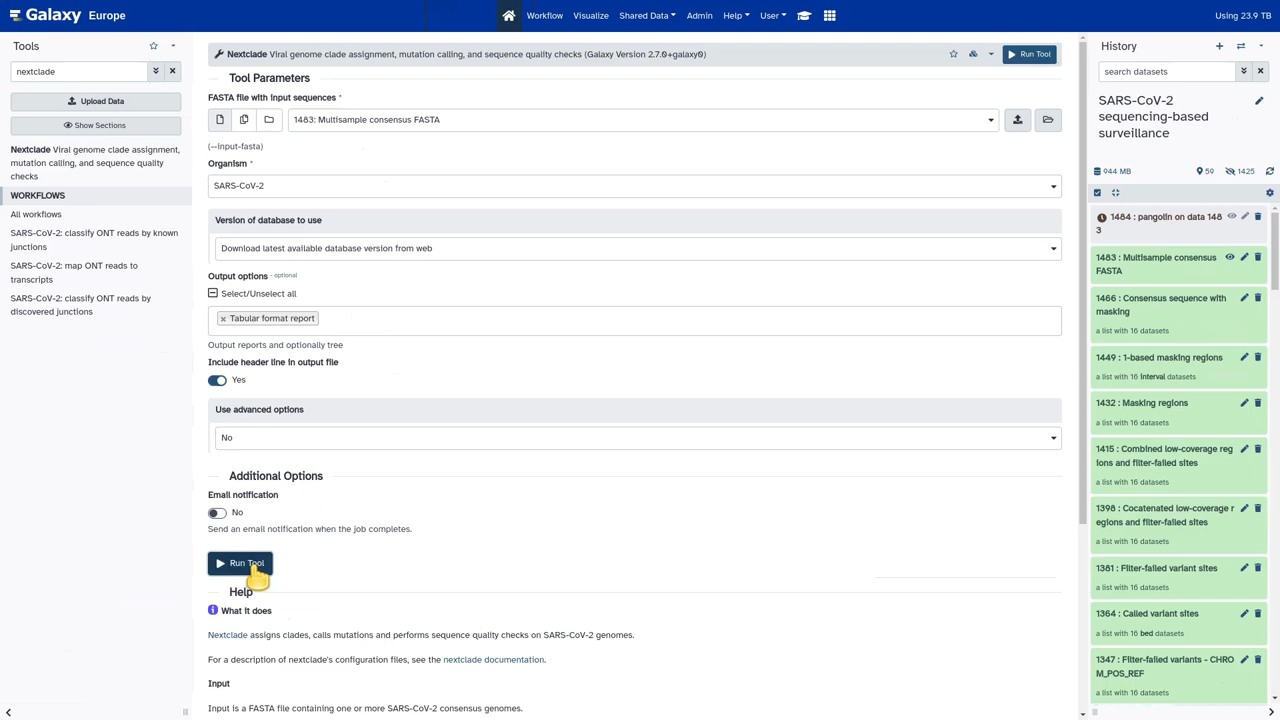 Galaxy Europe
Workflow Visualize Shared Data Admin Help User
Using 23.9 TB
Tools
nextclade
Upload Data
Show Sections
Nextclade Viral genome clade assignment,
mutation calling, and sequence quality
checks
WORKFLOWS
All workflows
SARS-CoV-2: classify ONT reads by known
junctions
SARS-CoV-2: map ONT reads to
transcripts
SARS-CoV-2: classify ONT reads by
discovered junctions
Nextclade Viral genome clade assignment, mutation calling, and sequence quality checks (Galaxy Version 2.7.0+galaxy0)
Run Tool
Tool Parameters
FASTA file with input sequences *
1483: Multisample consensus FASTA
(--input-fasta)
Organism *
SARS-CoV-2
Version of database to use
Download latest available database version from web
Output options - optional
Select/Unselect all
× Tabular format report
Output reports and optionally tree
Include header line in output file
Yes
Use advanced options
No
Additional Options
Email notification
No
Send an email notification when the job completes.
Run Tool
Help
What it does
Nextclade assigns clades, calls mutations and performs sequence quality checks on SARS-CoV-2 genomes.
For a description of nextclade's configuration files, see the nextclade documentation.
Input
Input is a FASTA file containing one or more SARS-CoV-2 consensus genomes.
History
search datasets
SARS-CoV-2
sequencing-based
surveillance
944 MB
59
1425
1484 : pangolin on data 148
3
1483 : Multisample consensus
FASTA
1466 : Consensus sequence with
masking
a list with 16 datasets
1449 : 1-based masking regions
a list with 16 interval datasets
1432 : Masking regions
a list with 16 datasets
1415 : Combined low-coverage reg
ions and filter-failed sites
a list with 16 datasets
1398 : Cocatenated low-coverage r
egions and filter-failed sites
a list with 16 datasets
1381 : Filter-failed variant sites
a list with 16 datasets
1364 : Called variant sites
a list with 16 bed datasets
1347 : Filter-failed variants - CHRO
M_POS_REF
a list with 16 datasets